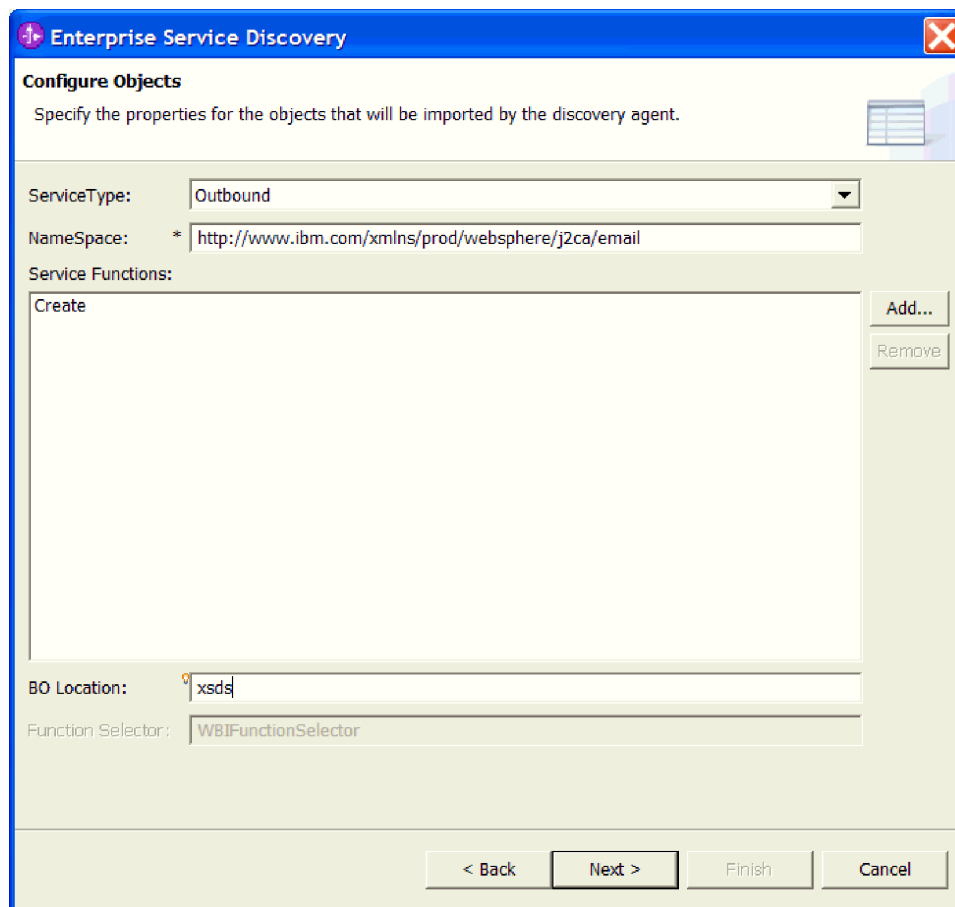 Enterprise Service Discovery
Configure Objects
Specify the properties for the objects that will be imported by the discovery agent.
ServiceType: Outbound
NameSpace: * http://www.ibm.com/xmlns/prod/websphere/j2ca/email
Service Functions:
Create
Add...
Remove
BO Location: xsds
Function Selector: WBIFunctionSelector
< Back Next > Finish Cancel